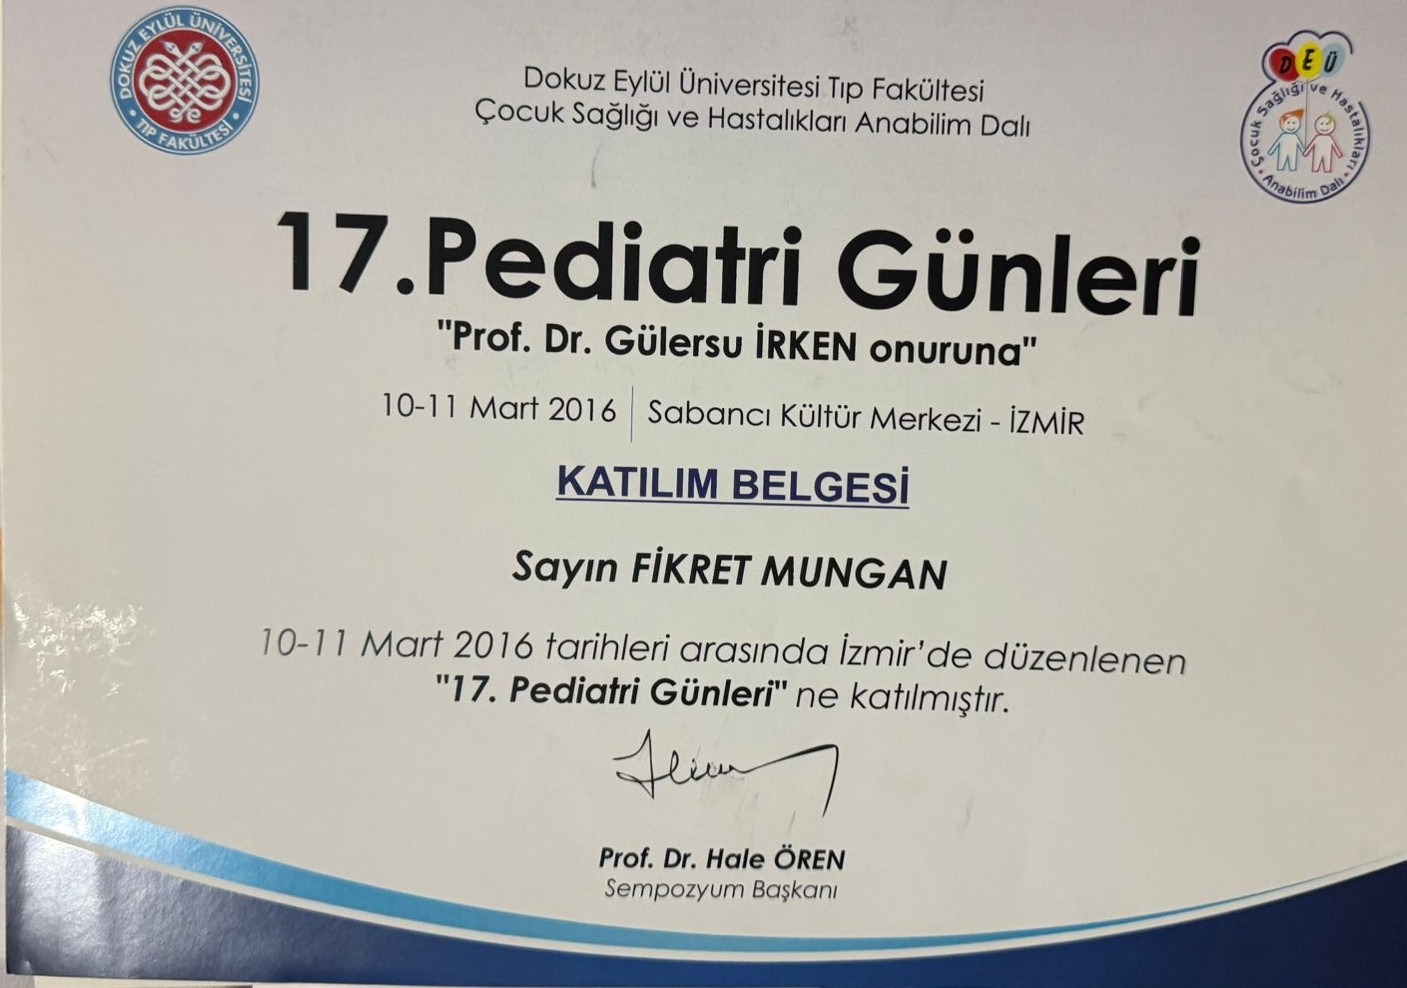 DOKUZ EYLÜL ÜNİVERSİTESİ
TIP FAKÜLTESİ
Dokuz Eylül Üniversitesi Tıp Fakültesi
Çocuk Sağlığı ve Hastalıkları Anabilim Dalı
DEÜ
Çocuk Sağlığı ve Hastalıkları
Anabilim Dalı
17.Pediatri Günleri
"Prof. Dr. Gülersu İRKEN onuruna"
10-11 Mart 2016 Sabancı Kültür Merkezi - İZMİR
KATILIM BELGESİ
Sayın FİKRET MUNGAN
10-11 Mart 2016 tarihleri arasında İzmir'de düzenlenen
"17. Pediatri Günleri" ne katılmıştır.
Prof. Dr. Hale ÖREN
Sempozyum Başkanı